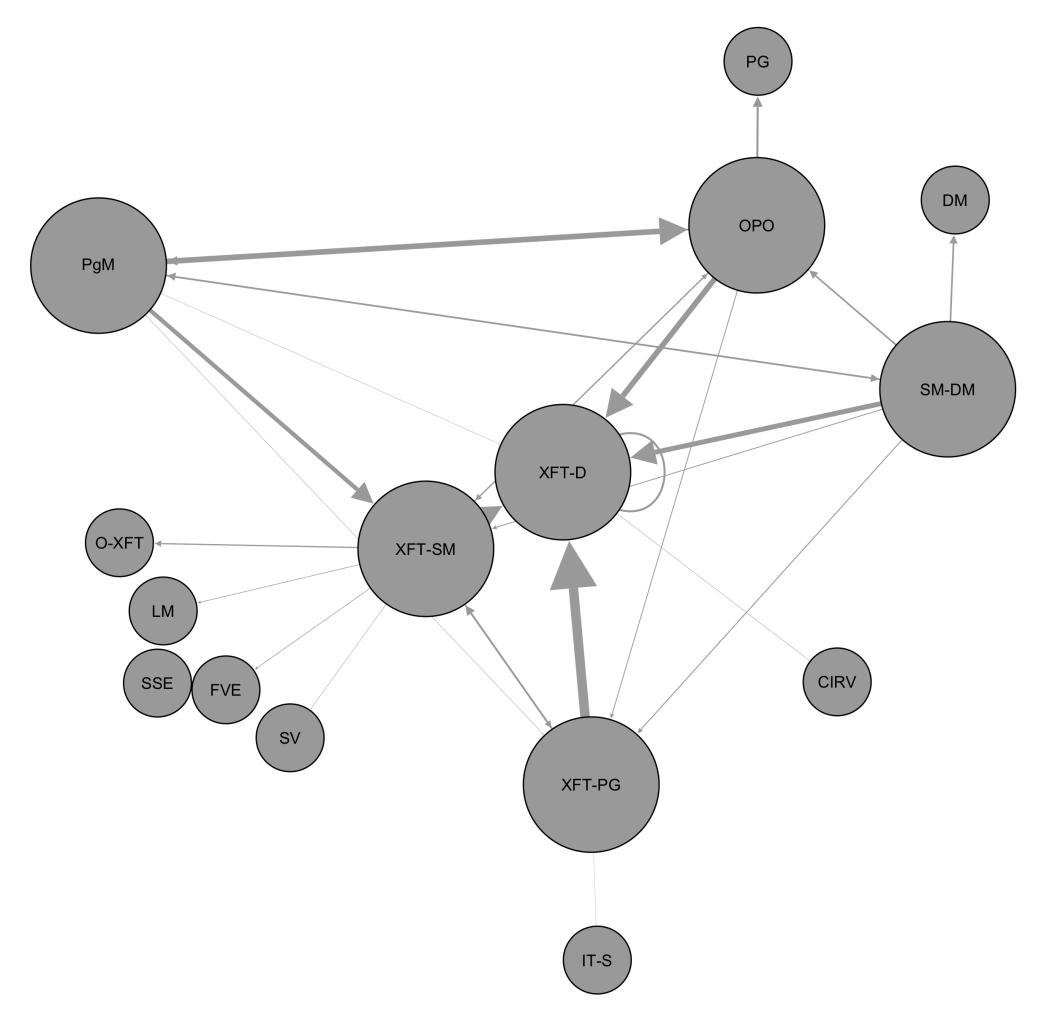 PG
DM
OPO
PgM
SM-DM
XFT-D
O-XFT
XFT-SM
LM
SSE
FVE
CIRV
SV
XFT-PG
IT-S